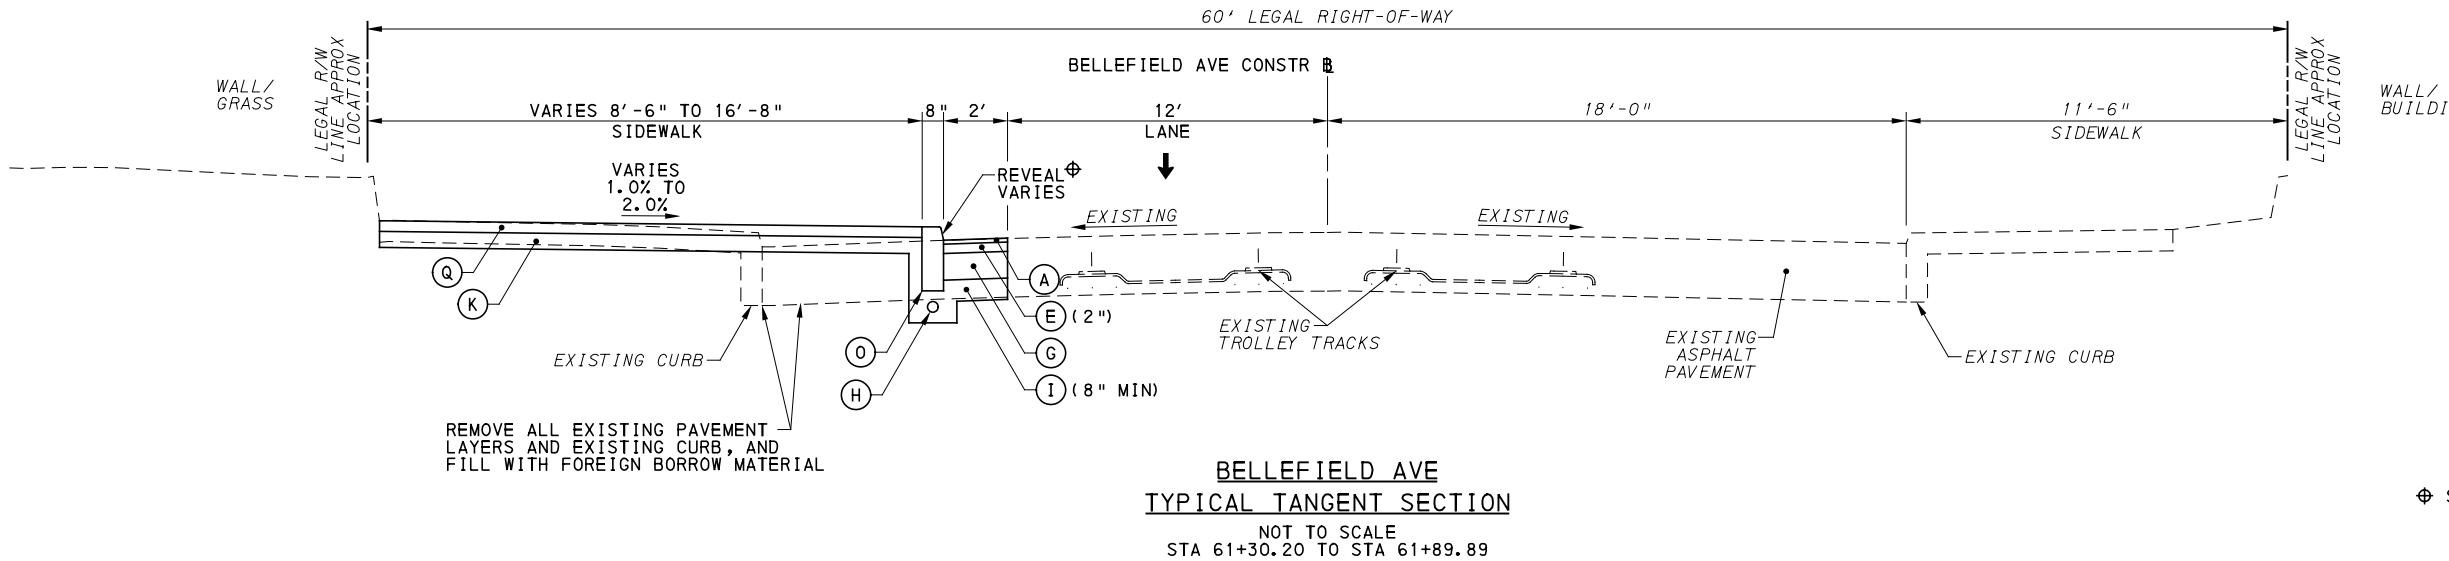 60' LEGAL RIGHT-OF-WAY
BELLEFIELD AVE CONSTR B
LEGAL R/W
LINE APPROX
LOCATION
LEGAL R/W
LINE APPROX
LOCATION
WALL/
GRASS
WALL/
BUILDI
VARIES 8'-6" TO 16'-8"
SIDEWALK
8"
2'
12'
LANE
18'-0"
11'-6"
SIDEWALK
VARIES
1.0% TO
2.0%
REVEAL
VARIES
EXISTING
EXISTING
Q
K
A
E (2")
G
I (8" MIN)
O
H
EXISTING CURB
EXISTING
TROLLEY TRACKS
EXISTING
ASPHALT
PAVEMENT
EXISTING CURB
REMOVE ALL EXISTING PAVEMENT
LAYERS AND EXISTING CURB, AND
FILL WITH FOREIGN BORROW MATERIAL
BELLEFIELD AVE
TYPICAL TANGENT SECTION
NOT TO SCALE
STA 61+30.20 TO STA 61+89.89